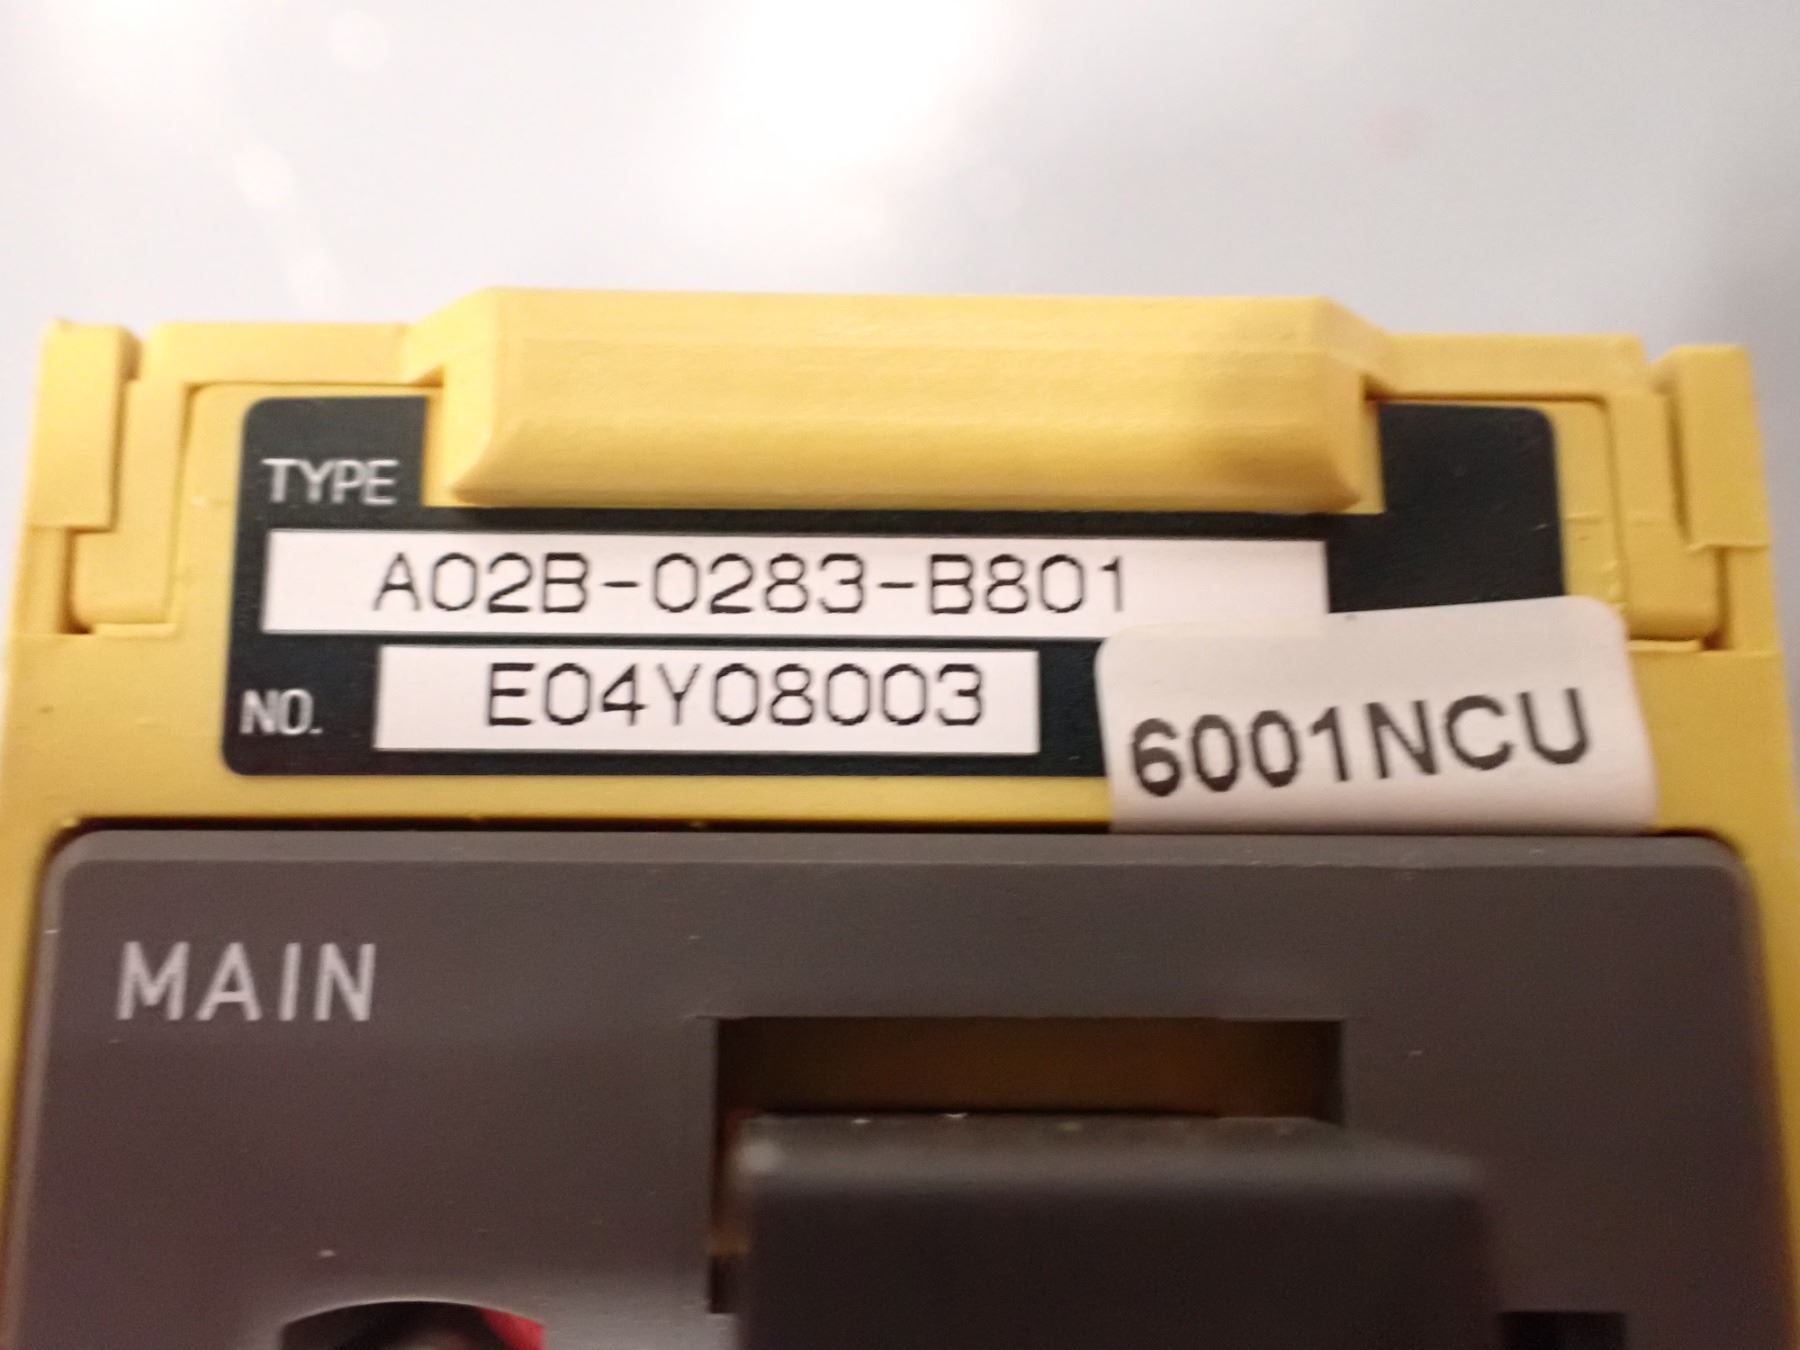 TYPE
A02B-0283-B801
NO. E04Y08003
6001NCU
MAIN